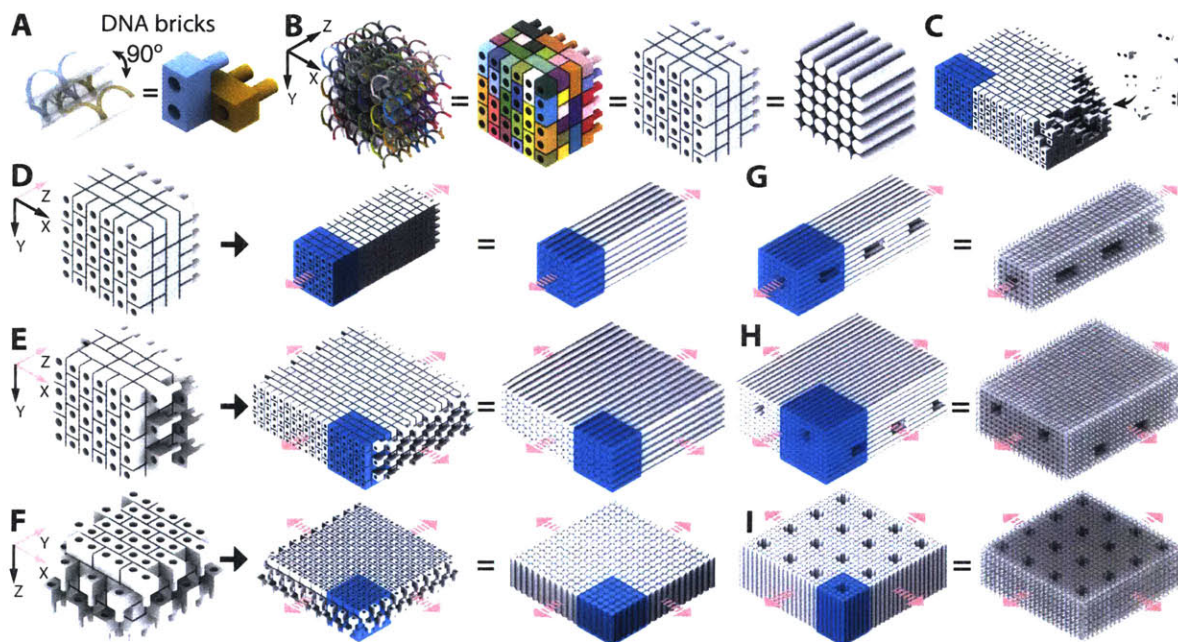 A
DNA bricks
90°
=
B
Z
X
Y
=
=
=
C
D
Z
X
Y
=
G
=
E
Z
X
Y
=
H
=
F
Y
X
Z
=
I
=